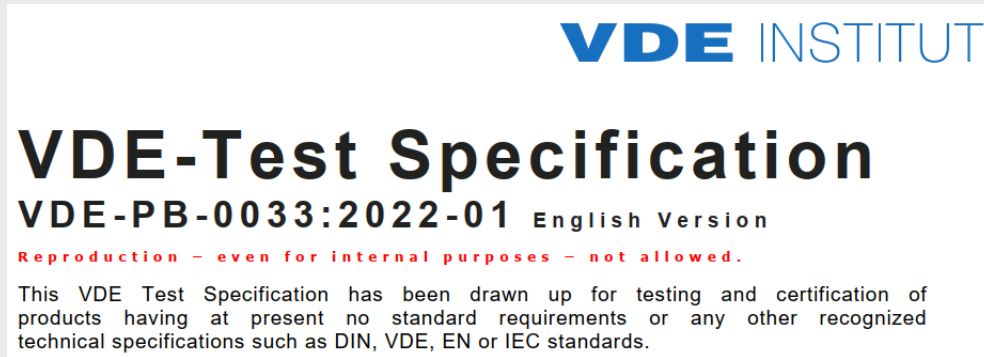 VDE INSTITUT
VDE-Test Specification
VDE-PB-0033:2022-01 English Version
Reproduction – even for internal purposes – not allowed.
This VDE Test Specification has been drawn up for testing and certification of
products having at present no standard requirements or any other recognized
technical specifications such as DIN, VDE, EN or IEC standards.